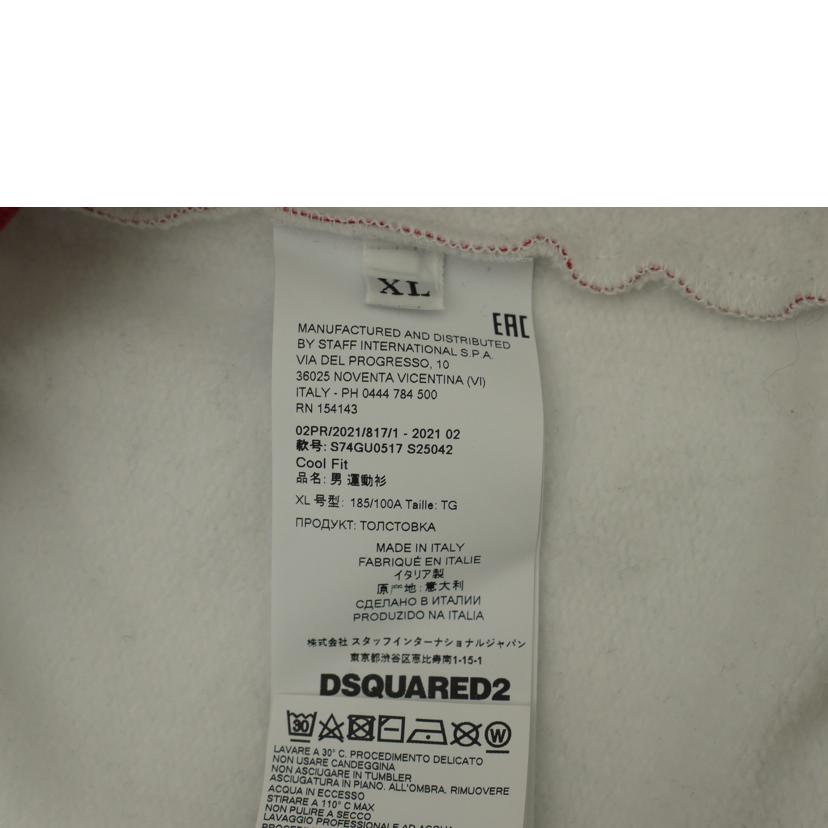 XL
EAC
MANUFACTURED AND DISTRIBUTED
BY STAFF INTERNATIONAL S.P.A.
VIA DEL PROGRESSO, 10
36025 NOVENTA VICENTINA (VI)
ITALY - PH 0444 784 500
RN 154143
02PR/2021/817/1 - 2021 02
款号: S74GU0517 S25042
Cool Fit
品名: 男 運動衫
XL 号型: 185/100A Taille: TG
ПРОДУКТ: ТОЛСТОВКА
MADE IN ITALY
FABRIQUÉ EN ITALIE
イタリア製
原产地: 意大利
СДЕЛАНО В ИТАЛИИ
PRODUZIDO NA ITALIA
株式会社 スタッフインターナショナルジャパン
東京都渋谷区恵比寿南1-15-1
DSQUARED2
30 W
LAVARE A 30° C. PROCEDIMENTO DELICATO
NON USARE CANDEGGINA
NON ASCIUGARE IN TUMBLER
ASCIUGATURA IN PIANO. ALL'OMBRA. RIMUOVERE
ACQUA IN ECCESSO
STIRARE A 110° C MAX
NON PULIRE A SECCO
LAVAGGIO PROFESSIONALE AD ACQUA